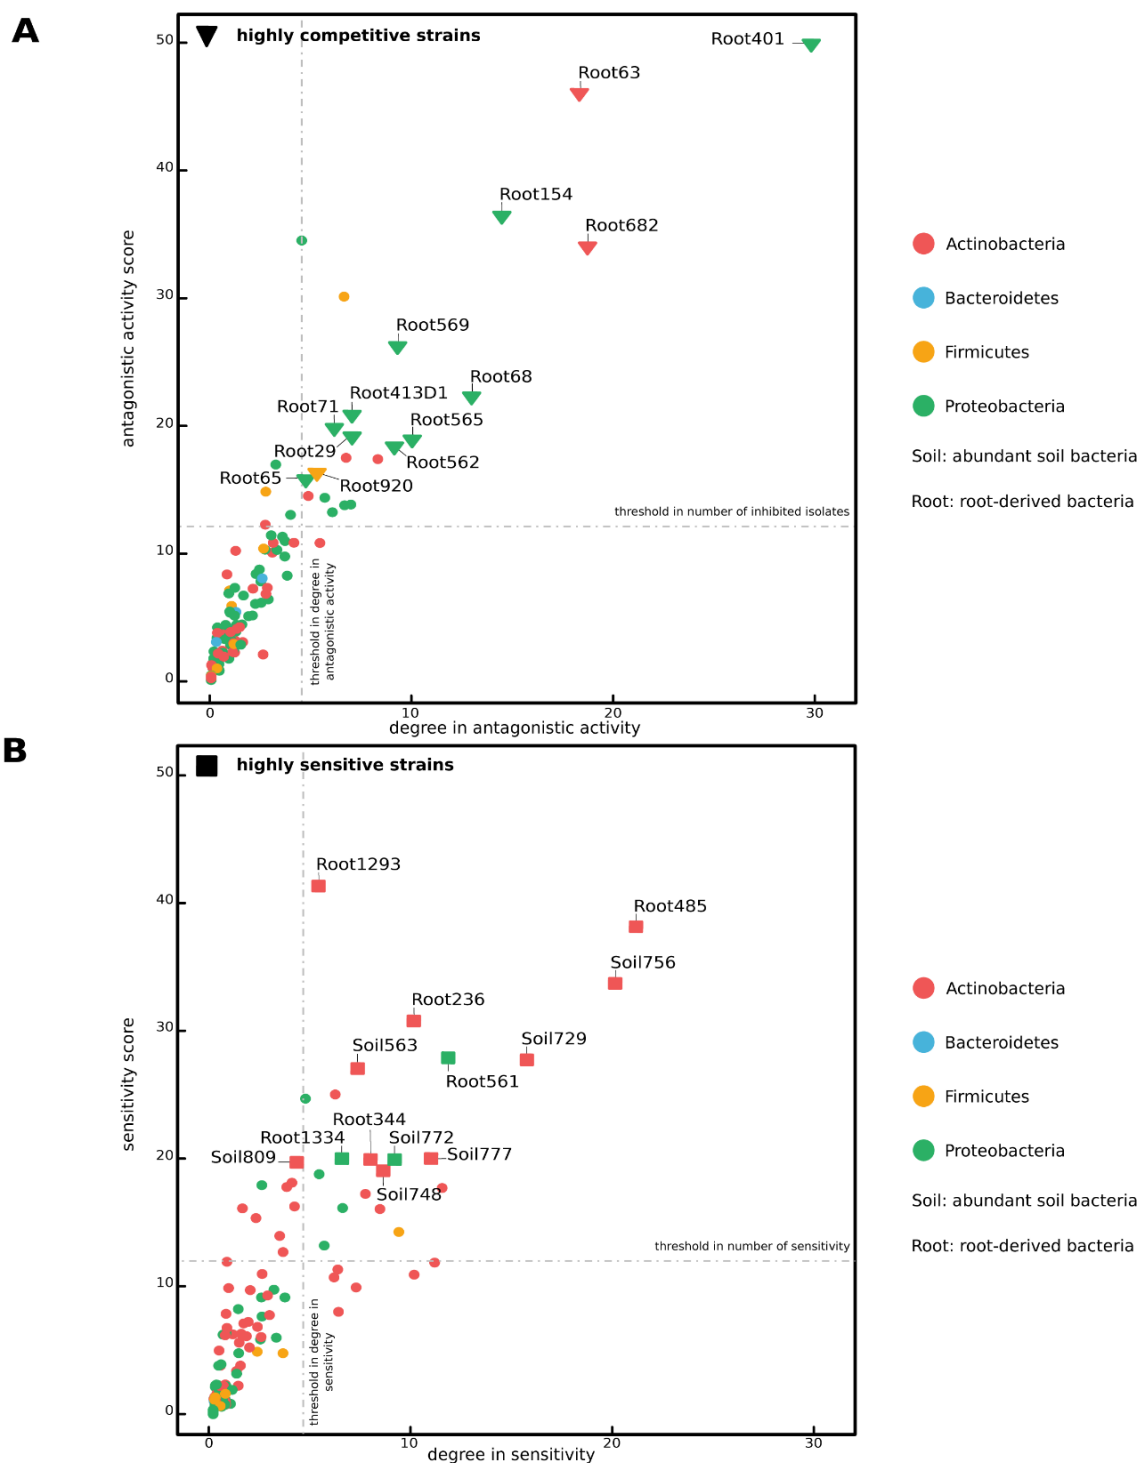 A
highly competitive strains
Root401
Root63
Root154
Root682
Root569
Root68
Root413D1
Root71
Root565
Root29
Root562
Root65
Root920
threshold in number of inhibited isolates
threshold in degree in
antagonistic activity
antagonistic activity score
50
40
30
20
10
0
0
10
20
30
degree in antagonistic activity
Actinobacteria
Bacteroidetes
Firmicutes
Proteobacteria
Soil: abundant soil bacteria
Root: root-derived bacteria
B
highly sensitive strains
Root1293
Root485
Soil756
Root236
Soil729
Soil563
Root561
Root344
Root1334
Soil772
Soil809
Soil777
Soil748
threshold in number of sensitivity
threshold in degree in
sensitivity
sensitivity score
50
40
30
20
10
0
0
10
20
30
degree in sensitivity
Actinobacteria
Bacteroidetes
Firmicutes
Proteobacteria
Soil: abundant soil bacteria
Root: root-derived bacteria